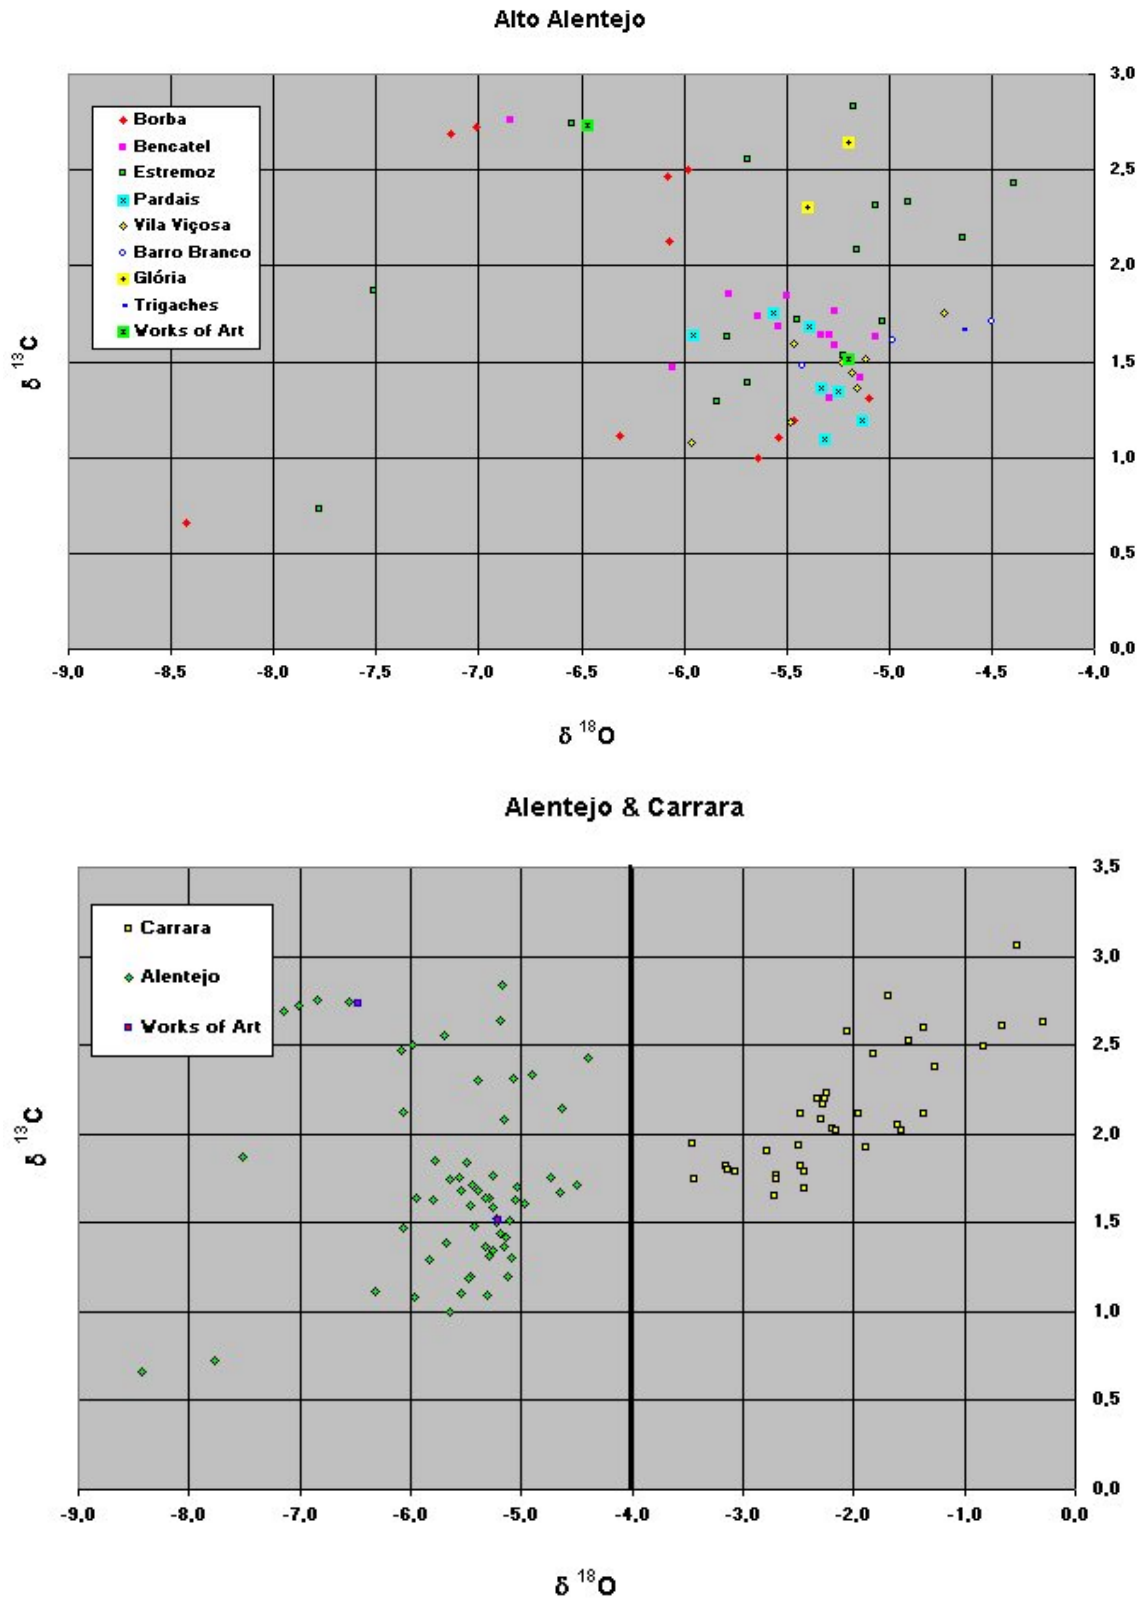 Alto Alentejo
3,0
Borba
Bencatel
Estremoz
Pardais
Vila Viçosa
Barro Branco
Glória
Trigaches
Works of Art
2,5
2,0
1,5
1,0
0,5
0,0
δ ¹³C
-9,0 -8,5 -8,0 -7,5 -7,0 -6,5 -6,0 -5,5 -5,0 -4,5 -4,0
δ ¹⁸O
Alentejo & Carrara
3,5
Carrara
Alentejo
Works of Art
3,0
2,5
2,0
1,5
1,0
0,5
0,0
δ ¹³C
-9,0 -8,0 -7,0 -6,0 -5,0 -4,0 -3,0 -2,0 -1,0 0,0
δ ¹⁸O